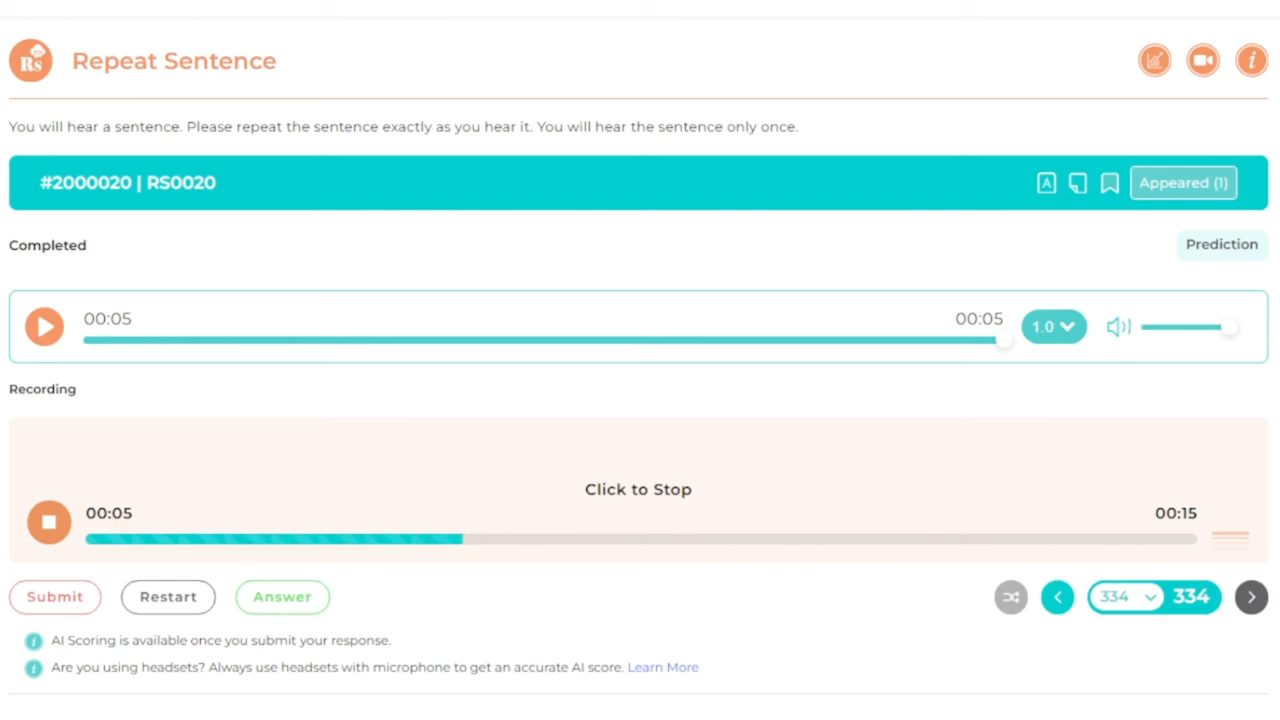 Rs
Repeat Sentence
You will hear a sentence. Please repeat the sentence exactly as you hear it. You will hear the sentence only once.
#2000020 | RS0020
A
Appeared (1)
Completed
Prediction
00:05
00:05
1.0
Recording
Click to Stop
00:05
00:15
Submit
Restart
Answer
334
334
AI Scoring is available once you submit your response.
Are you using headsets? Always use headsets with microphone to get an accurate AI score. Learn More